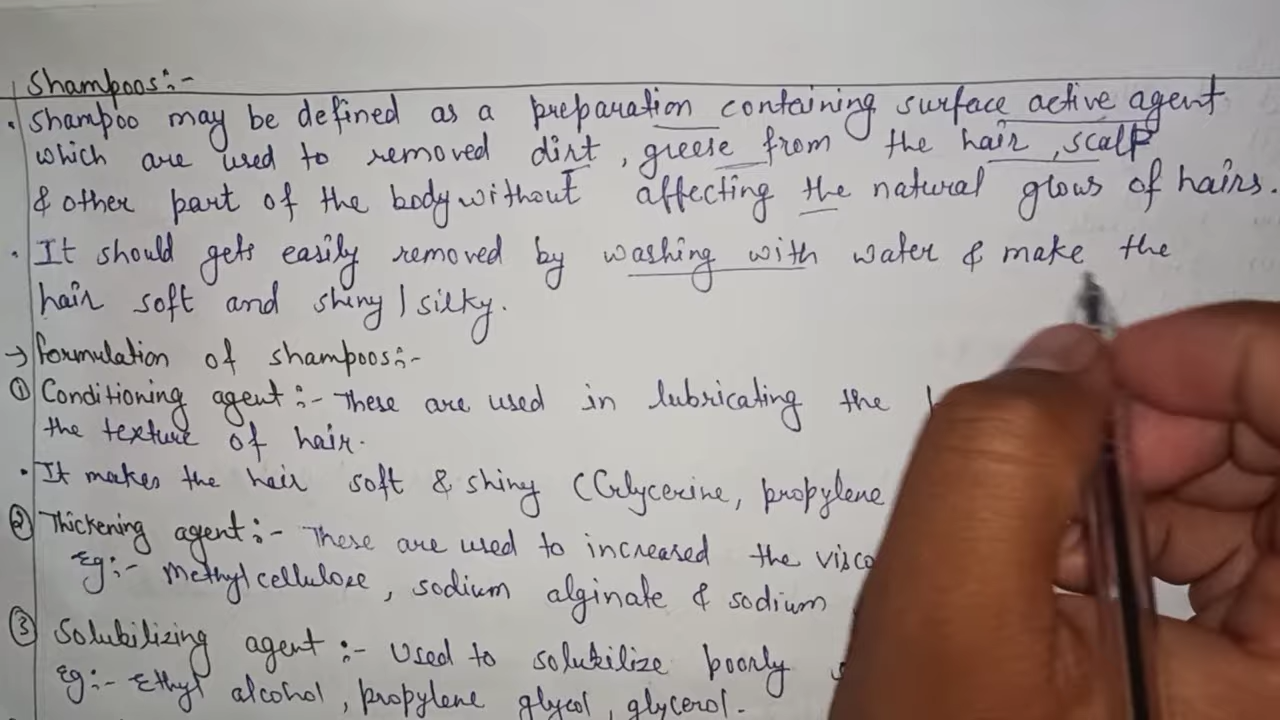 Shampoos:-
• Shampoo may be defined as a preparation containing surface active agent
which are used to removed dirt, greese from the hair, scalp
& other part of the body without affecting the natural glows of hairs.
• It should gets easily removed by washing with water & make the
hair soft and shiny / silky.
→ formulation of shampoos:-
① Conditioning agent :- These are used in lubricating the
the texture of hair.
• It makes the hair soft & shiny (Glycerine, propylene
② Thickening agent :- These are used to increased the
Eg:- Methylcellulose, sodium alginate & sodium
③ Solubilizing agent :- Used to solubilize poorly
Eg:- Ethyl alcohol, propylene glycol, glycerol.